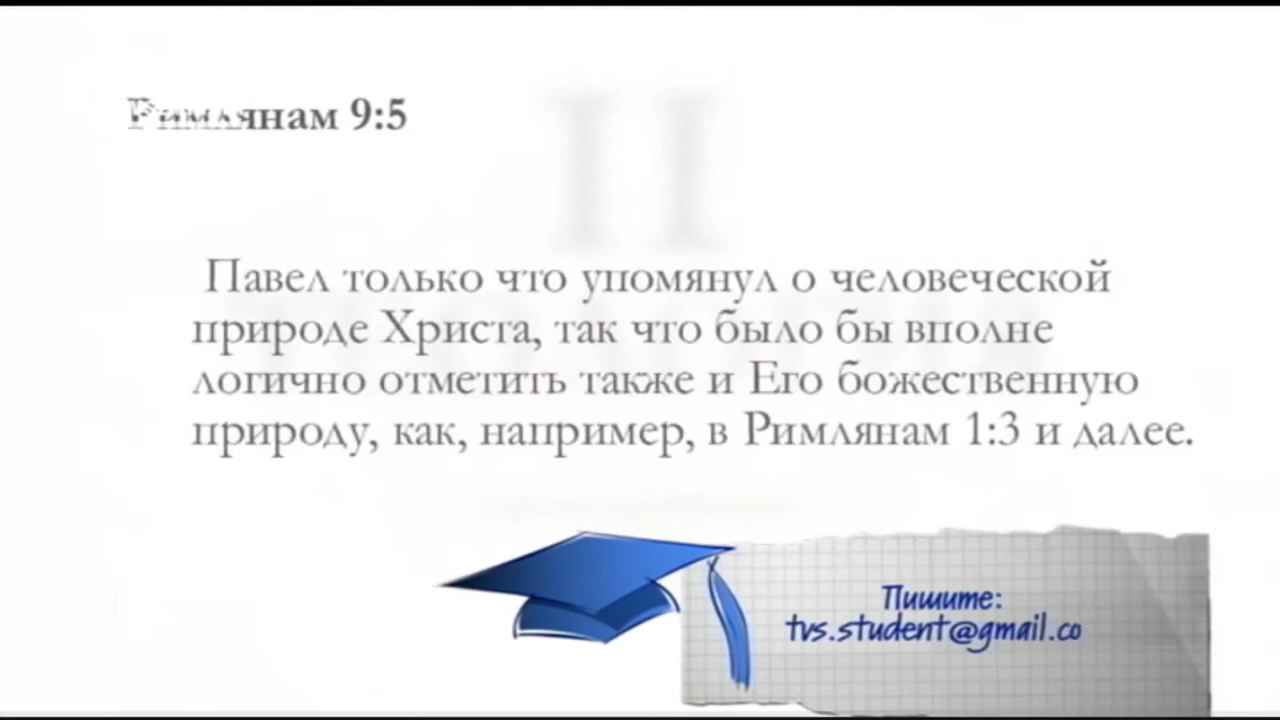 Римлянам 9:5
Павел только что упомянул о человеческой
природе Христа, так что было бы вполне
логично отметить также и Его божественную
природу, как, например, в Римлянам 1:3 и далее.
Пишите:
tvs.student@gmail.co